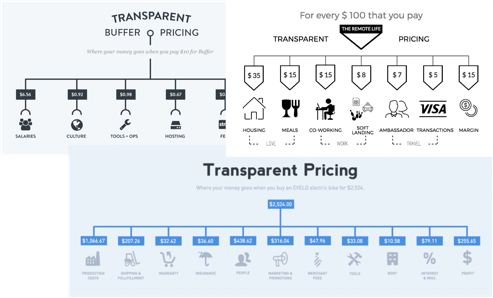 TRANSPARENT
BUFFER PRICING
Where your money goes when you pay $10 for Buffer
$6.56
$0.92
$0.98
$0.67
SALARIES
CULTURE
TOOLS + OPS
HOSTING
FE
For every $ 100 that you pay
TRANSPARENT THE REMOTE LIFE PRICING
$ 35
$ 15
$ 15
$ 8
$ 7
$ 5
$ 15
HOUSING
MEALS
CO-WORKING
SOFT
LANDING
AMBASSADOR
TRANSACTIONS
MARGIN
VISA
LIVE
WORK
TRAVEL
Transparent Pricing
Where your money goes when you buy an EVELO electric bike for $2,524.
$2,524.00
$1,066.67
$207.26
$32.42
$36.60
$438.62
$316.04
$47.96
$33.08
$10.58
$79.11
$255.65
PRODUCTION
COSTS
SHIPPING &
FULFILLMENT
WARRANTY
INSURANCE
PEOPLE
MARKETING &
PROMOTIONS
MERCHANT
FEES
TOOLS
RENT
INTEREST
& MISC.
PROFIT